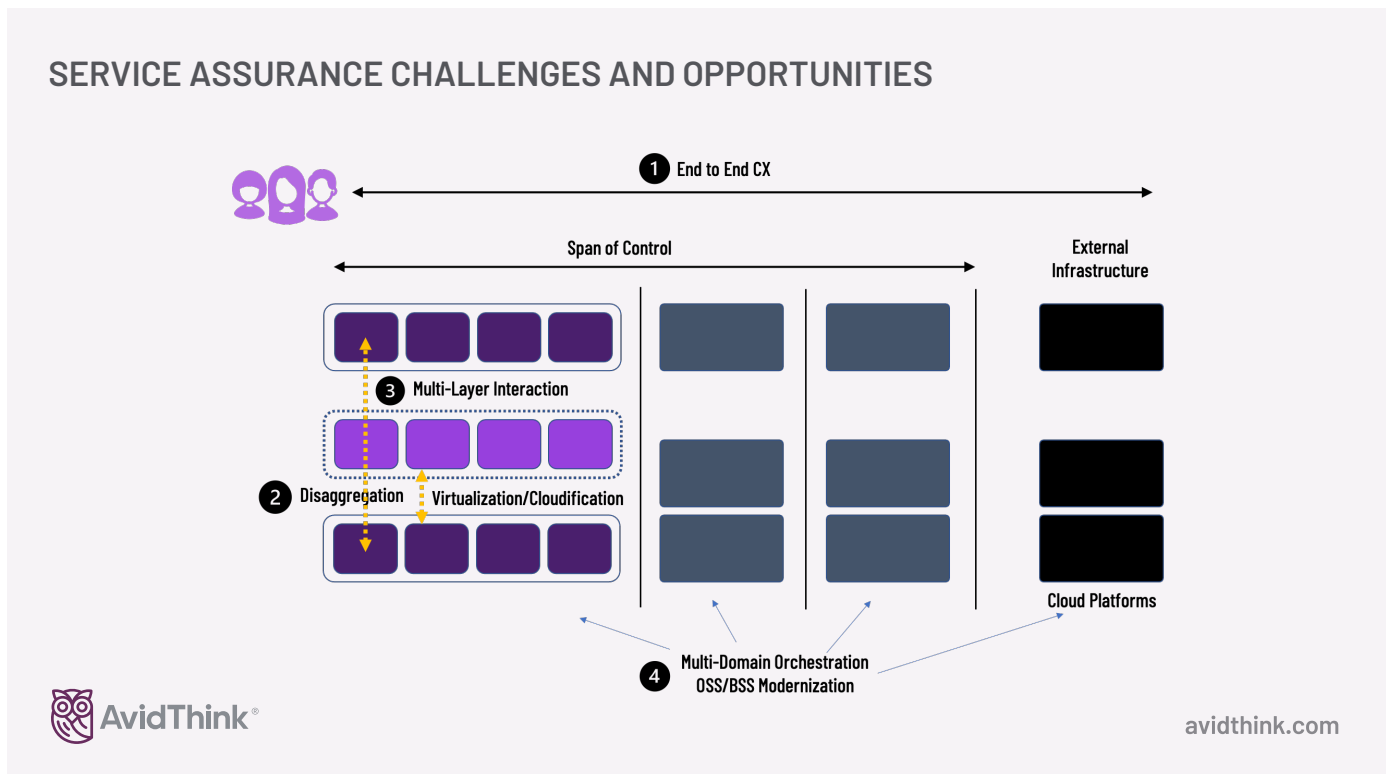 SERVICE ASSURANCE CHALLENGES AND OPPORTUNITIES
1 End to End CX
Span of Control
External
Infrastructure
3 Multi-Layer Interaction
2 Disaggregation
Virtualization/Cloudification
Cloud Platforms
4 Multi-Domain Orchestration
OSS/BSS Modernization
AvidThink®
avidthink.com